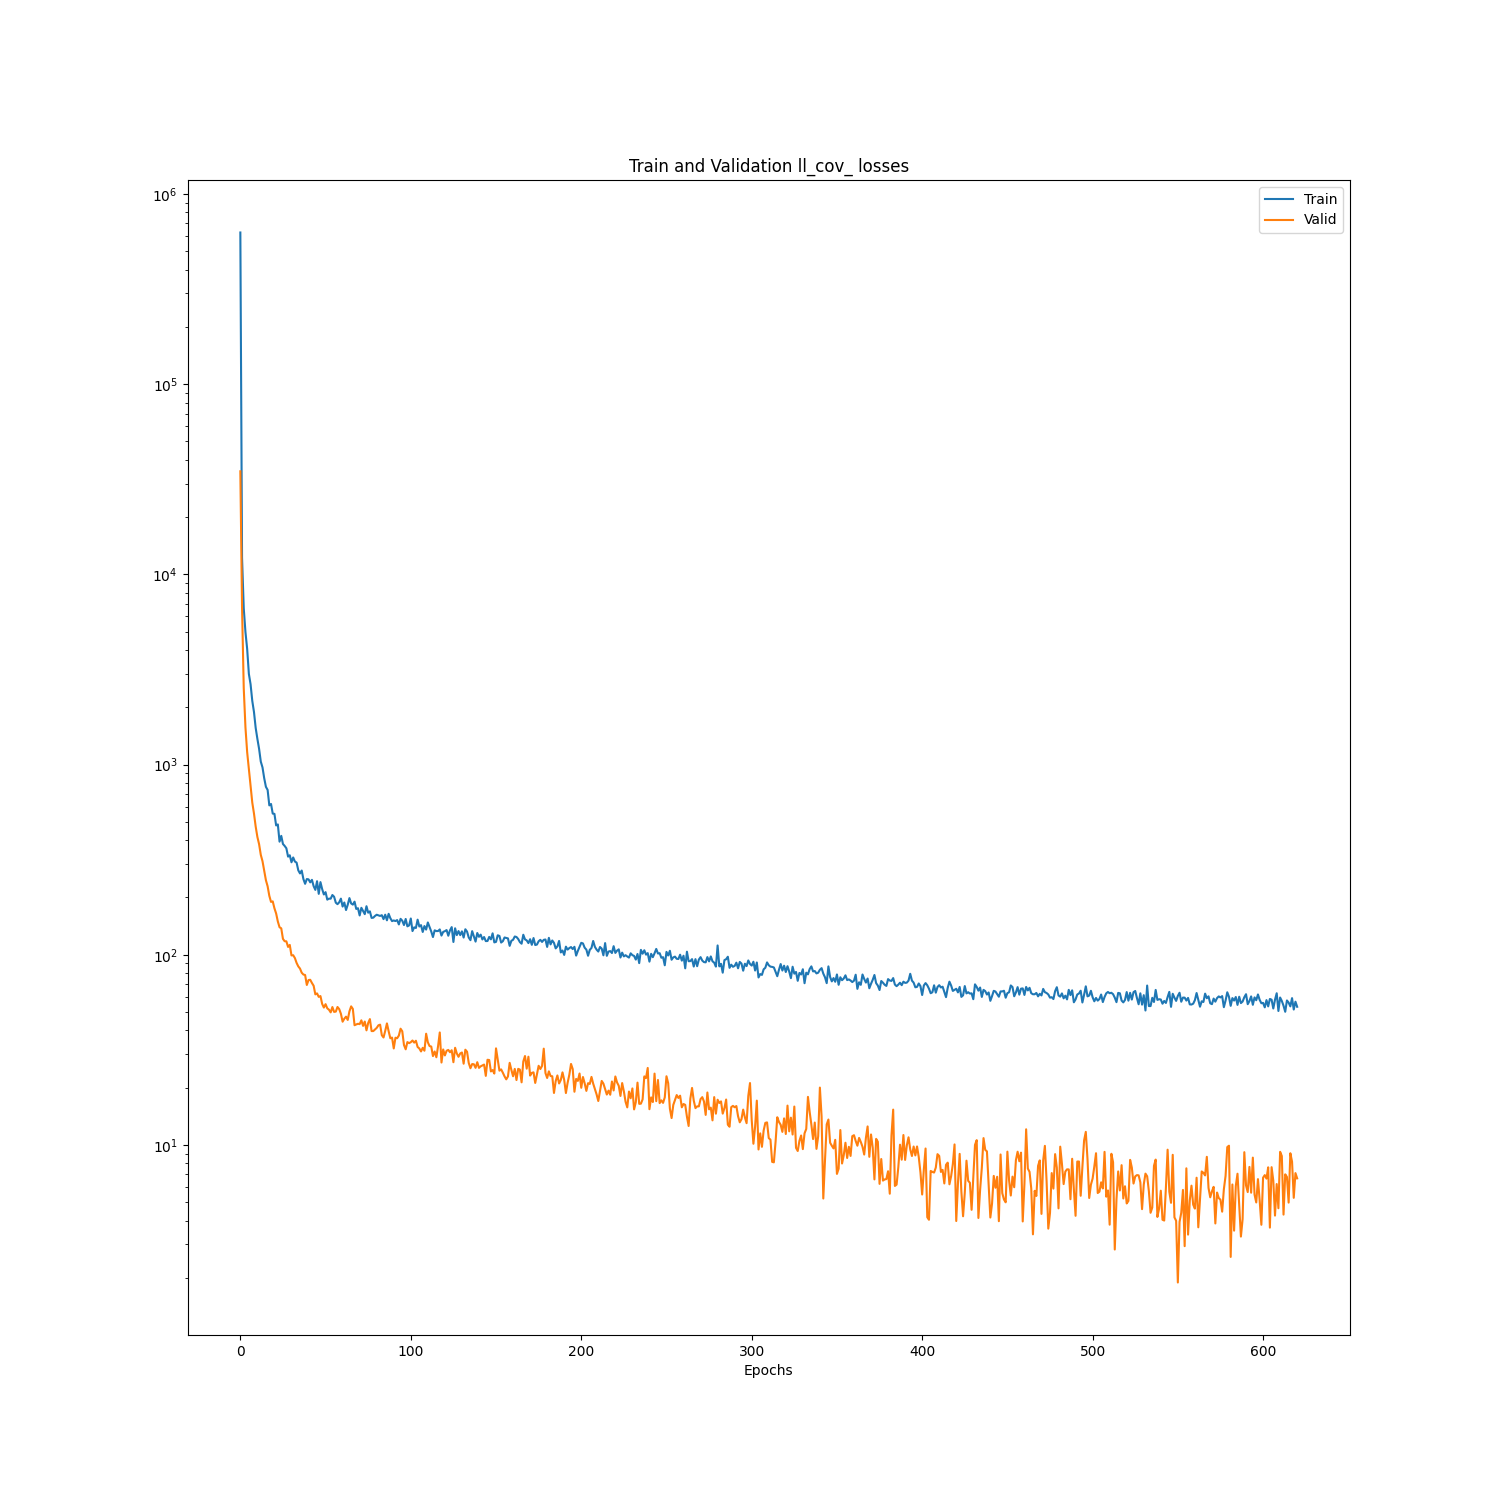 Train and Validation ll_cov_ losses
Train
Valid
10⁶
10⁵
10⁴
10³
10²
10¹
0 100 200 300 400 500 600
Epochs